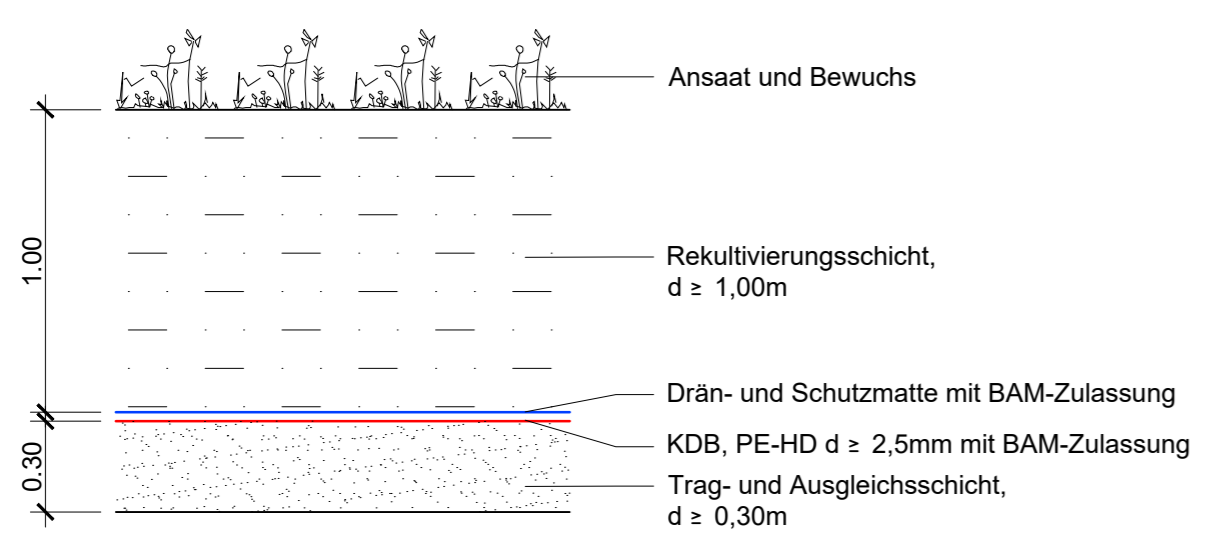 Ansaat und Bewuchs
1.00
Rekultivierungsschicht,
d ≥ 1,00m
Drän- und Schutzmatte mit BAM-Zulassung
KDB, PE-HD d ≥ 2,5mm mit BAM-Zulassung
0.30
Trag- und Ausgleichsschicht,
d ≥ 0,30m